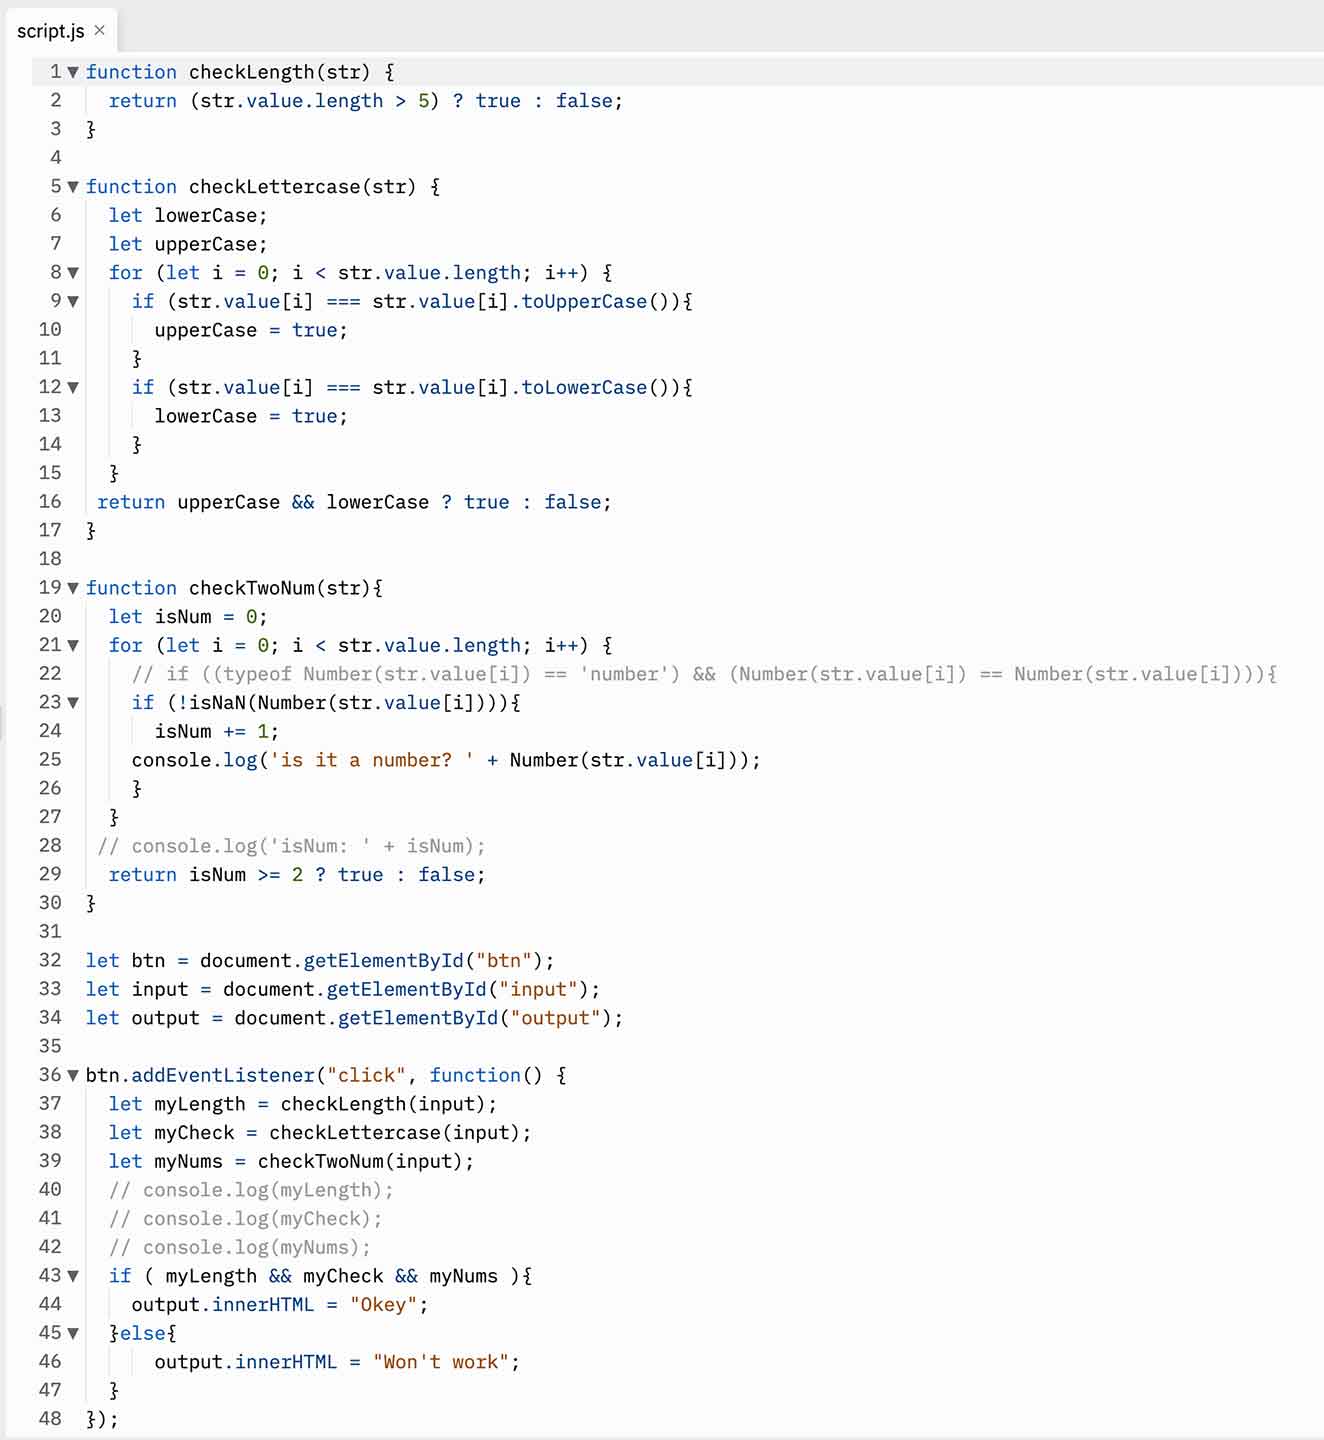 script.js ×
1 ▼ function checkLength(str) {
2   return (str.value.length > 5) ? true : false;
3 }
4
5 ▼ function checkLettercase(str) {
6   let lowerCase;
7   let upperCase;
8 ▼   for (let i = 0; i < str.value.length; i++) {
9 ▼     if (str.value[i] === str.value[i].toUpperCase()){
10       upperCase = true;
11     }
12 ▼     if (str.value[i] === str.value[i].toLowerCase()){
13       lowerCase = true;
14     }
15   }
16  return upperCase && lowerCase ? true : false;
17 }
18
19 ▼ function checkTwoNum(str){
20   let isNum = 0;
21 ▼   for (let i = 0; i < str.value.length; i++) {
22     // if ((typeof Number(str.value[i]) == 'number') && (Number(str.value[i]) == Number(str.value[i]))){
23 ▼     if (!isNaN(Number(str.value[i]))){
24       isNum += 1;
25     console.log('is it a number? ' + Number(str.value[i]));
26     }
27   }
28  // console.log('isNum: ' + isNum);
29   return isNum >= 2 ? true : false;
30 }
31
32 let btn = document.getElementById("btn");
33 let input = document.getElementById("input");
34 let output = document.getElementById("output");
35
36 ▼ btn.addEventListener("click", function() {
37   let myLength = checkLength(input);
38   let myCheck = checkLettercase(input);
39   let myNums = checkTwoNum(input);
40   // console.log(myLength);
41   // console.log(myCheck);
42   // console.log(myNums);
43 ▼   if ( myLength && myCheck && myNums ){
44     output.innerHTML = "Okey";
45 ▼   }else{
46       output.innerHTML = "Won't work";
47   }
48 });